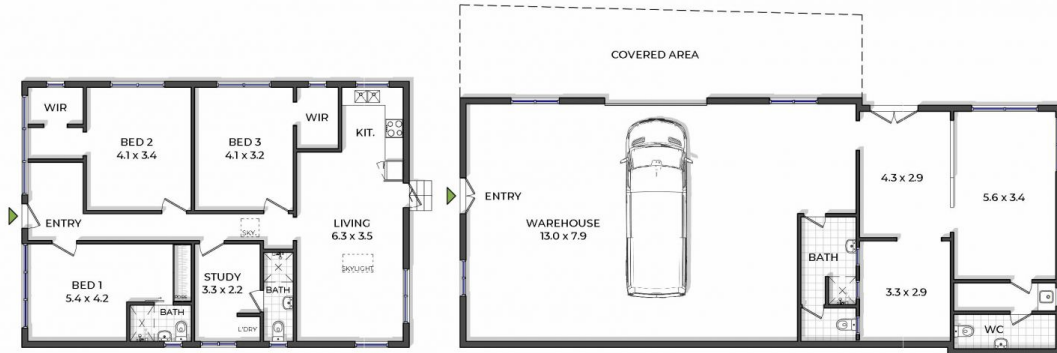 COVERED AREA
WIR
BED 2
4.1 x 3.4
BED 3
4.1 x 3.2
WIR
KIT.
ENTRY
SKY.
LIVING
6.3 x 3.5
SKYLIGHT
BED 1
5.4 x 4.2
BATH
STUDY
3.3 x 2.2
L'DRY
BATH
ENTRY
WAREHOUSE
13.0 x 7.9
BATH
4.3 x 2.9
5.6 x 3.4
3.3 x 2.9
WC